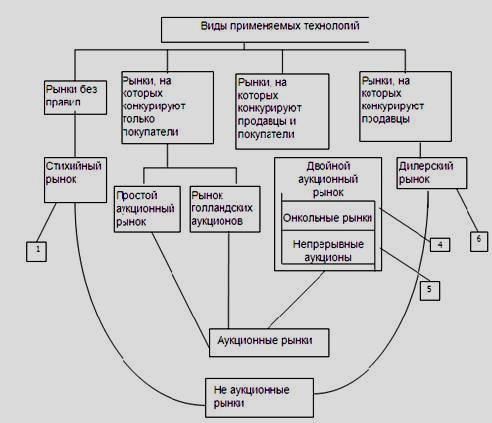 Виды применяемых технологий
Рынки без
правил
Рынки, на
которых
конкурируют
только
покупатели
Рынки, на
которых
конкурируют
продавцы и
покупатели
Рынки, на
которых
конкурируют
продавцы
Стихийный
рынок
Простой
аукционный
рынок
Рынок
голландских
аукционов
Двойной
аукционный
рынок
Онкольные рынки
Непрерывные
аукционы
Дилерский
рынок
1
4
6
5
Аукционные рынки
Не аукционные
рынки